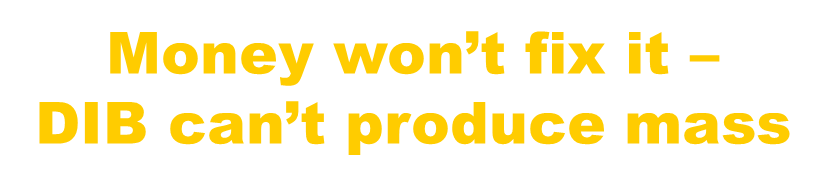 Money won’t fix it –
DIB can’t produce mass